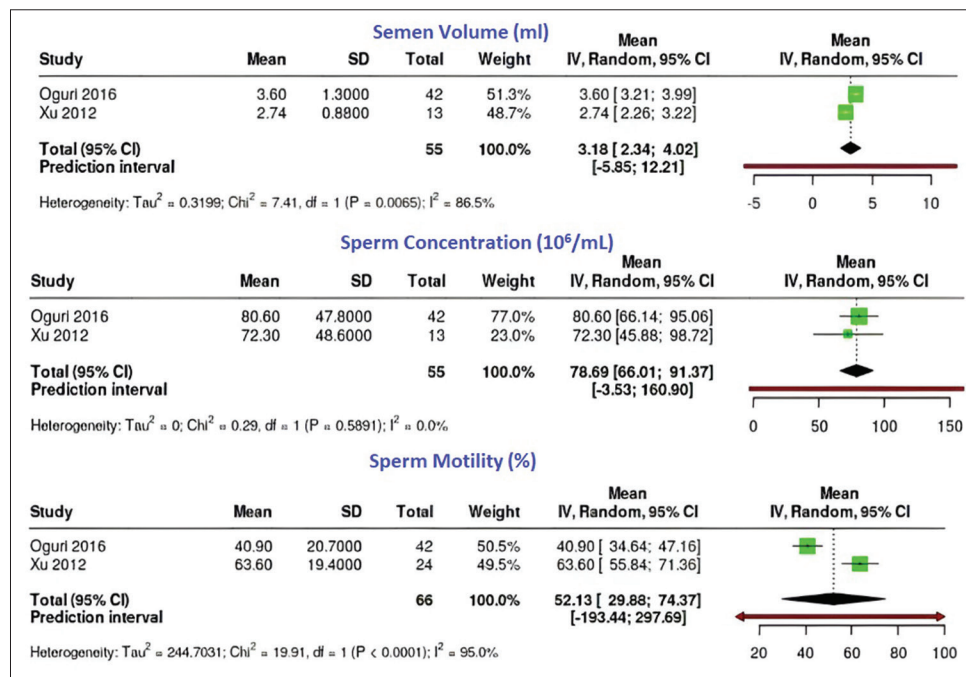 Semen Volume (ml)
Mean Mean
Study Mean SD Total Weight IV, Random, 95% CI IV, Random, 95% CI
Oguri 2016 3.60 1.3000 42 51.3% 3.60 [3.21; 3.99]
Xu 2012 2.74 0.8800 13 48.7% 2.74 [2.26; 3.22]
Total (95% CI) 55 100.0% 3.18 [ 2.34; 4.02]
Prediction interval [-5.85; 12.21]
Heterogeneity: Tau² = 0.3199; Chi² = 7.41, df = 1 (P = 0.0065); I² = 86.5%
-5 0 5 10
Sperm Concentration (10⁶/mL)
Mean Mean
Study Mean SD Total Weight IV, Random, 95% CI IV, Random, 95% CI
Oguri 2016 80.60 47.8000 42 77.0% 80.60 [66.14; 95.06]
Xu 2012 72.30 48.6000 13 23.0% 72.30 [45.88; 98.72]
Total (95% CI) 55 100.0% 78.69 [66.01; 91.37]
Prediction interval [-3.53; 160.90]
Heterogeneity: Tau² = 0; Chi² = 0.29, df = 1 (P = 0.5891); I² = 0.0%
0 50 100 150
Sperm Motility (%)
Mean Mean
Study Mean SD Total Weight IV, Random, 95% CI IV, Random, 95% CI
Oguri 2016 40.90 20.7000 42 50.5% 40.90 [ 34.64; 47.16]
Xu 2012 63.60 19.4000 24 49.5% 63.60 [ 55.84; 71.36]
Total (95% CI) 66 100.0% 52.13 [ 29.88; 74.37]
Prediction interval [-193.44; 297.69]
Heterogeneity: Tau² = 244.7031; Chi² = 19.91, df = 1 (P < 0.0001); I² = 95.0%
20 40 60 80 100